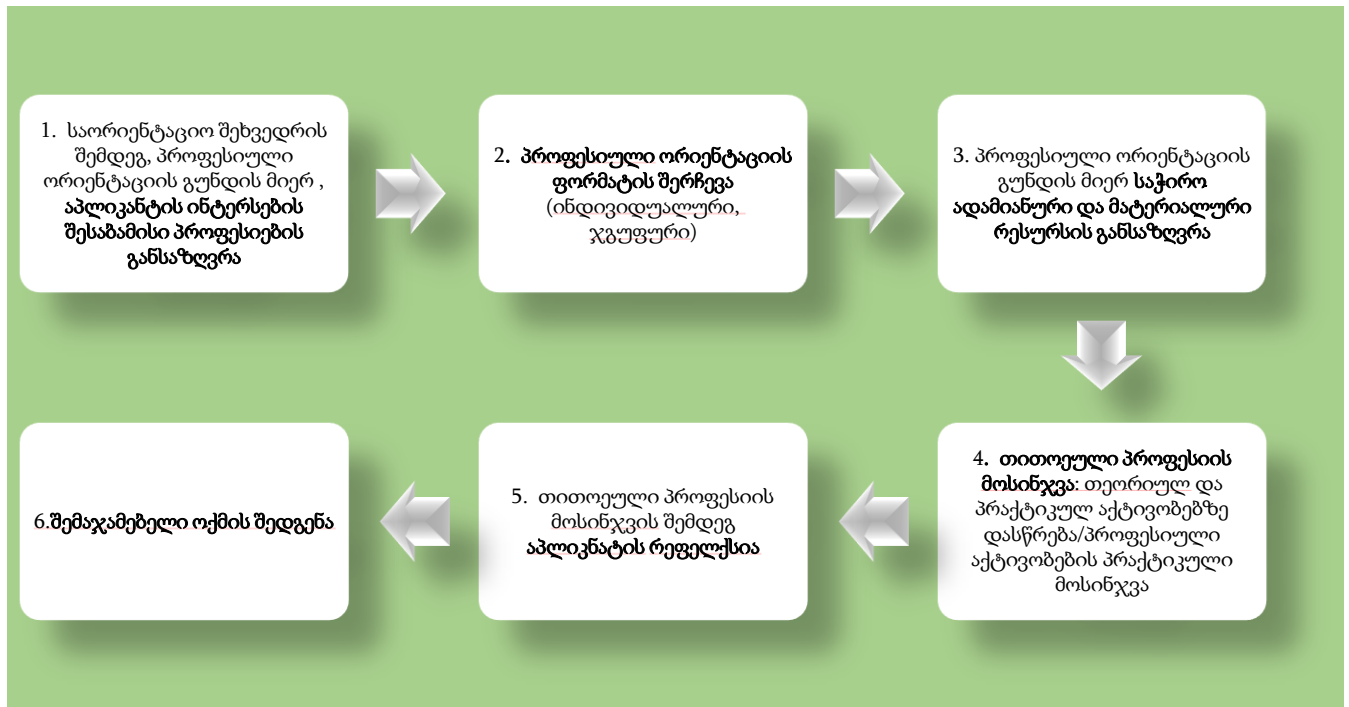 1. საორიენტაციო შეხვედრის
შემდეგ, პროფესიული
ორიენტაციის გუნდის მიერ ,
აპლიკანტის ინტერსების
შესაბამისი პროფესიების
განსაზღვრა
2. პროფესიული ორიენტაციის
ფორმატის შერჩევა
(ინდივიდუალური,
ჯგუფური)
3. პროფესიული ორიენტაციის
გუნდის მიერ საჭირო
ადამიანური და მატერიალური
რესურსის განსაზღვრა
4. თითოეული პროფესიის
მოსინჯვა: თეორიულ და
პრაქტიკულ აქტივობებზე
დასწრება/პროფესიული
აქტივობების პრაქტიკული
მოსინჯვა
5. თითოეული პროფესიის
მოსინჯვის შემდეგ
აპლიკნატის რეფელქსია
6.შემაჯამებელი ოქმის შედგენა